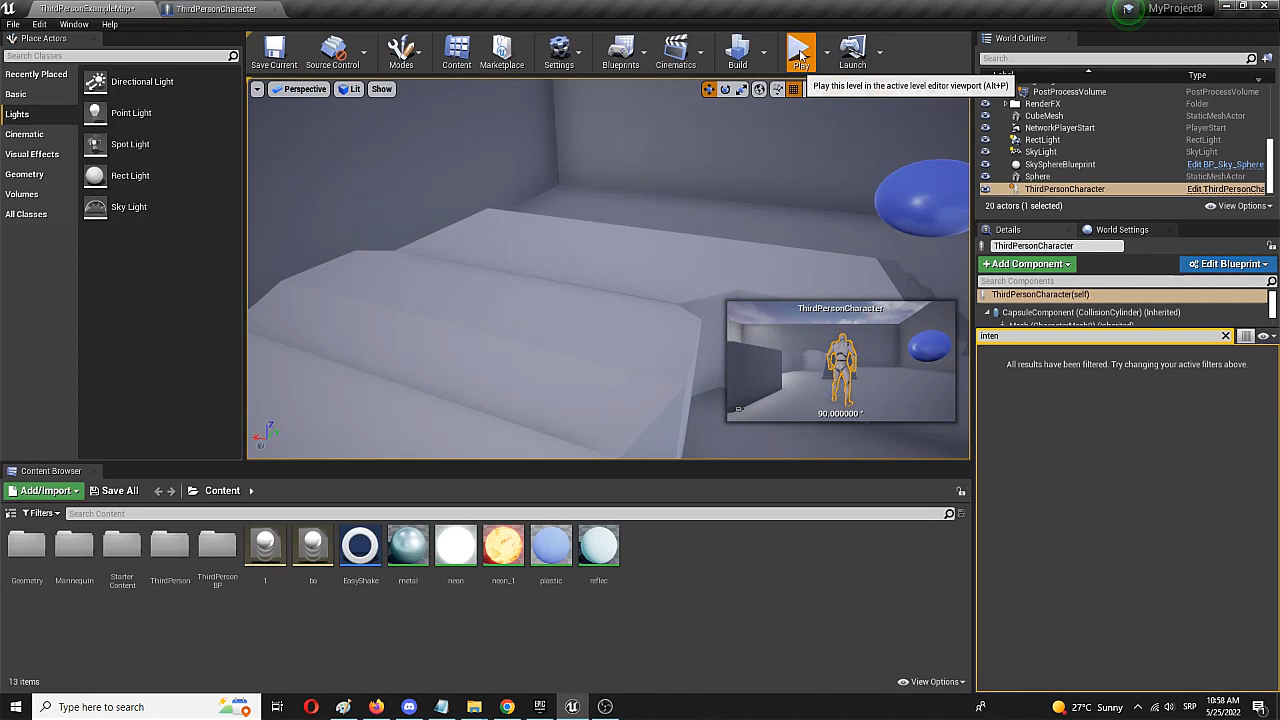 ThirdPersonExampleMap*
ThirdPersonCharacter
MyProject8
File Edit Window Help
Place Actors
Search Classes
Recently Placed
Basic
Lights
Cinematic
Visual Effects
Geometry
Volumes
All Classes
Directional Light
Point Light
Spot Light
Rect Light
Sky Light
Save Current
Source Control
Modes
Content
Marketplace
Settings
Blueprints
Cinematics
Build
Play
Launch
Perspective
Lit
Show
Play this level in the active level editor viewport (Alt+P)
ThirdPersonCharacter
90.000000 °
World Outliner
Search...
Label
Type
PostProcessVolume PostProcessVolume
RenderFX Folder
CubeMesh StaticMeshActor
NetworkPlayerStart PlayerStart
RectLight RectLight
SkyLight SkyLight
SkySphereBlueprint Edit BP_Sky_Sphere
Sphere StaticMeshActor
ThirdPersonCharacter Edit ThirdPersonCha
20 actors (1 selected)
View Options
Details
World Settings
ThirdPersonCharacter
+Add Component
Edit Blueprint
Search Components
ThirdPersonCharacter(self)
CapsuleComponent (CollisionCylinder) (Inherited)
Mesh (CharacterMesh0) (Inherited)
inten
All results have been filtered. Try changing your active filters above.
Content Browser
Add/Import
Save All
Content
Filters
Search Content
Geometry
Mannequin
Starter
Content
ThirdPerson
ThirdPerson
BP
1
bo
EasyShake
metal
neon
neon_1
plastic
reflec
13 items
View Options
Type here to search
EPIC
27°C Sunny
SRP
10:58 AM
5/25/2022